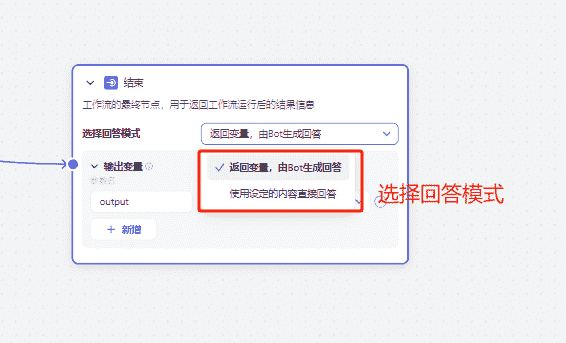 结束
工作流的最终节点，用于返回工作流运行后的结果信息
选择回答模式
返回变量，由Bot生成回答
输出变量
返回变量，由Bot生成回答
参数名
使用设定的内容直接回答
选择回答模式
output
+ 新增